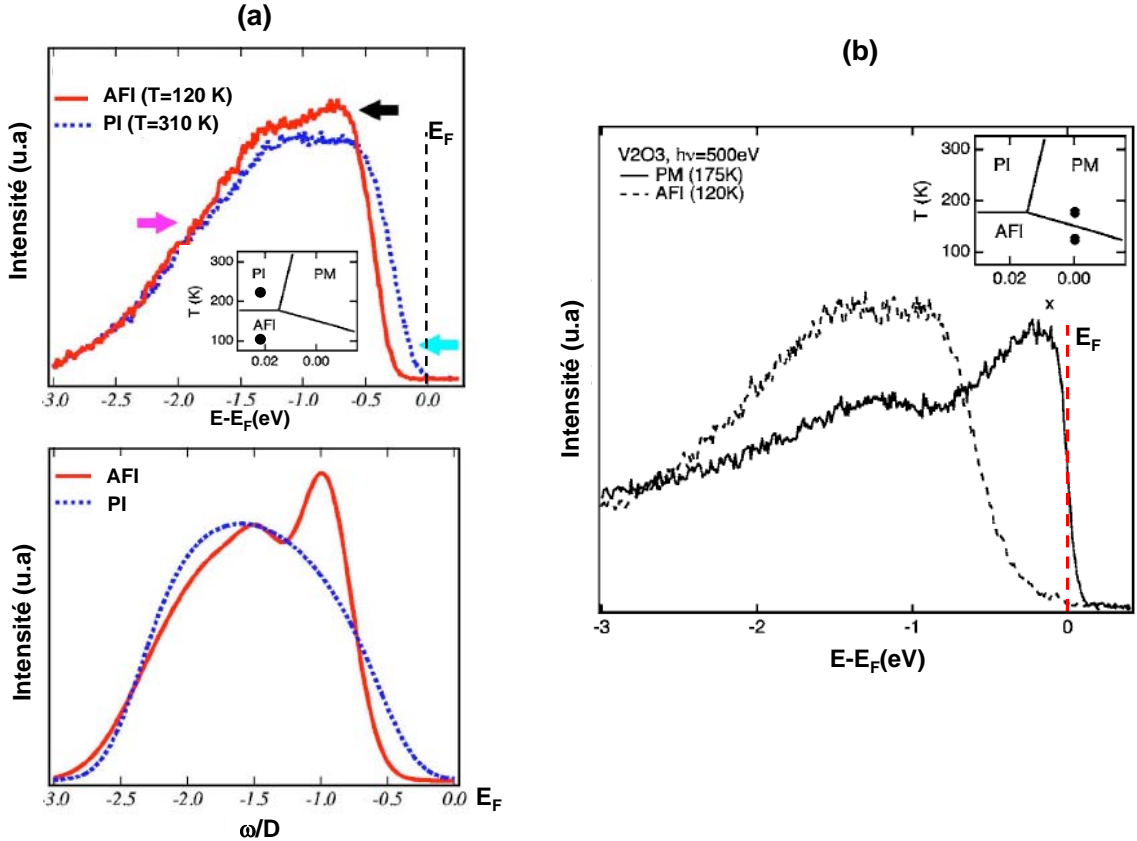 (a)
AFI (T=120 K)
PI (T=310 K)
E_F
Intensité (u.a)
PI
PM
AFI
T (K)
300
200
100
0.02
0.00
-3.0 -2.5 -2.0 -1.5 -1.0 -0.5 0.0
E-E_F(eV)
AFI
PI
Intensité (u.a)
-3.0 -2.5 -2.0 -1.5 -1.0 -0.5 0.0
E_F
ω/D
(b)
V2O3, hν=500eV
PM (175K)
AFI (120K)
PI
PM
AFI
T (K)
300
200
100
0.02
0.00
x
E_F
Intensité (u.a)
-3 -2 -1 0
E-E_F(eV)